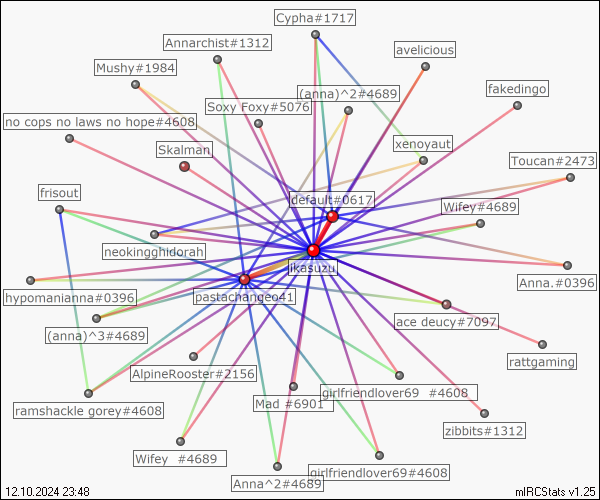 Cypha#1717
Annarchist#1312
avelicious
Mushy#1984
fakedingo
(anna)^2#4689
Soxy Foxy#5076
no cops no laws no hope#4608
xenoyaut
Skalman
Toucan#2473
frisout
default#0617
Wifey#4689
neokingghidorah
jkasuzu
Anna.#0396
hypomanianna#0396
pastachangeo41
ace deucy#7097
(anna)^3#4689
rattgaming
AlpineRooster#2156
girlfriendlover69 #4608
Mad #6901
ramshackle gorey#4608
zibbits#1312
Wifey #4689
girlfriendlover69#4608
Anna^2#4689
12.10.2024 23:48
mIRCStats v1.25